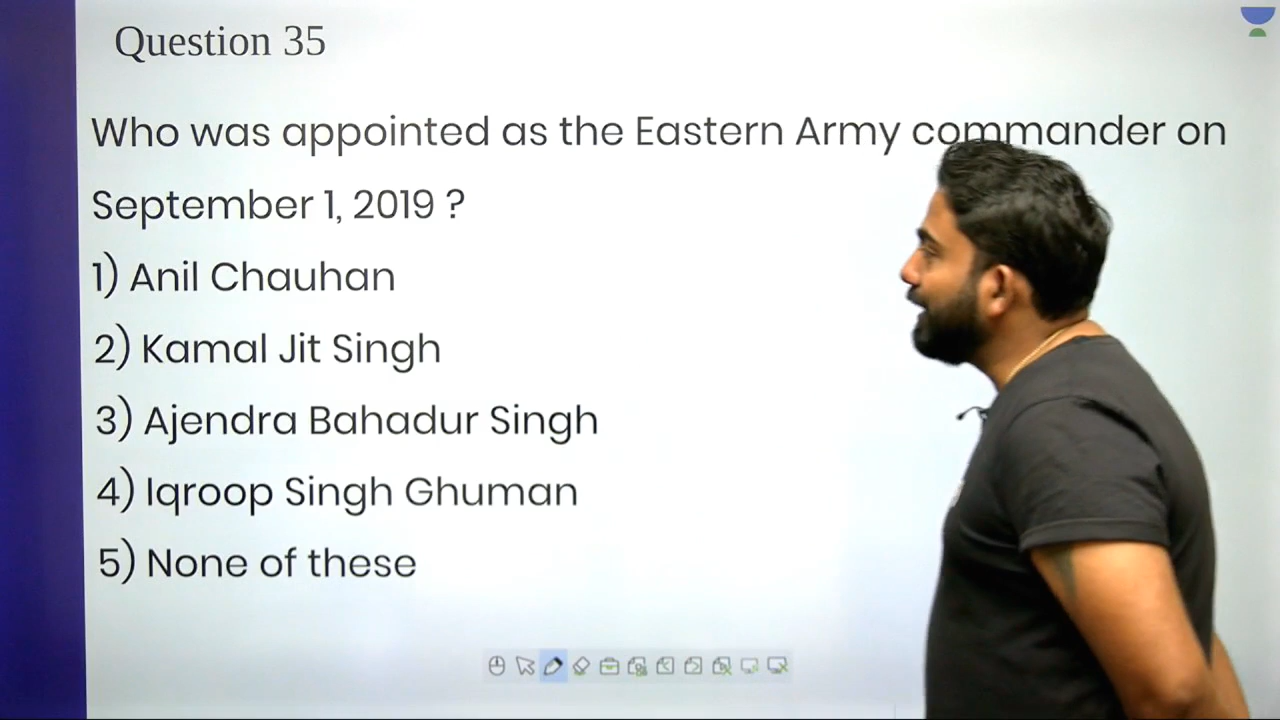 Question 35
Who was appointed as the Eastern Army commander on
September 1, 2019 ?
1) Anil Chauhan
2) Kamal Jit Singh
3) Ajendra Bahadur Singh
4) Iqroop Singh Ghuman
5) None of these